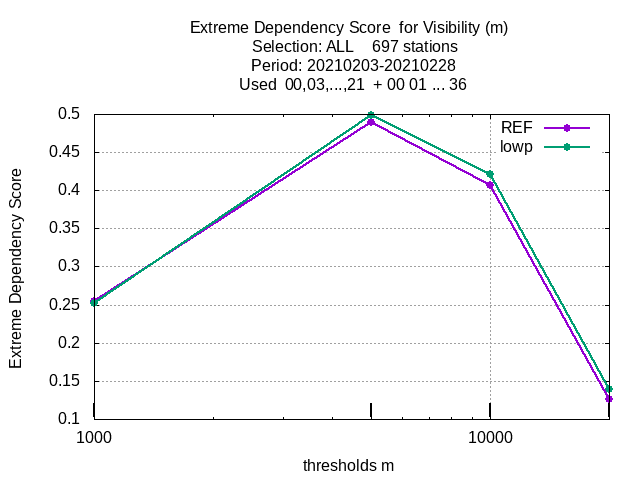 Extreme Dependency Score  for Visibility (m)
Selection: ALL    697 stations
Period: 20210203-20210228
Used  00,03,...,21  + 00 01 ... 36
0.5
0.45
0.4
0.35
0.3
0.25
0.2
0.15
0.1
Extreme Dependency Score
REF
lowp
1000
10000
thresholds m